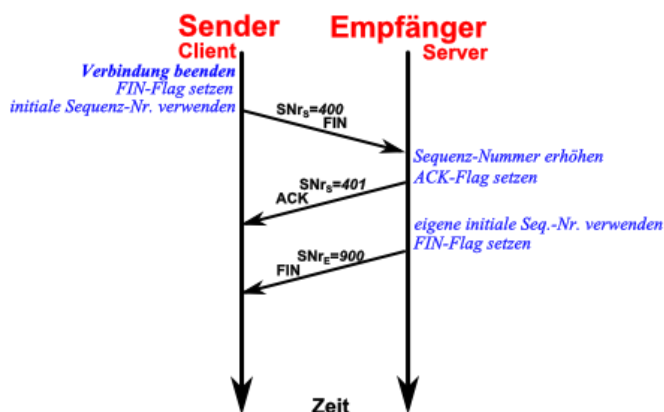 Sender Empfänger
Client Server
Verbindung beenden
FIN-Flag setzen
initiale Sequenz-Nr. verwenden
SNrS=400
FIN
Sequenz-Nummer erhöhen
ACK-Flag setzen
SNrS=401
ACK
eigene initiale Seq.-Nr. verwenden
FIN-Flag setzen
SNrE=900
FIN
Zeit